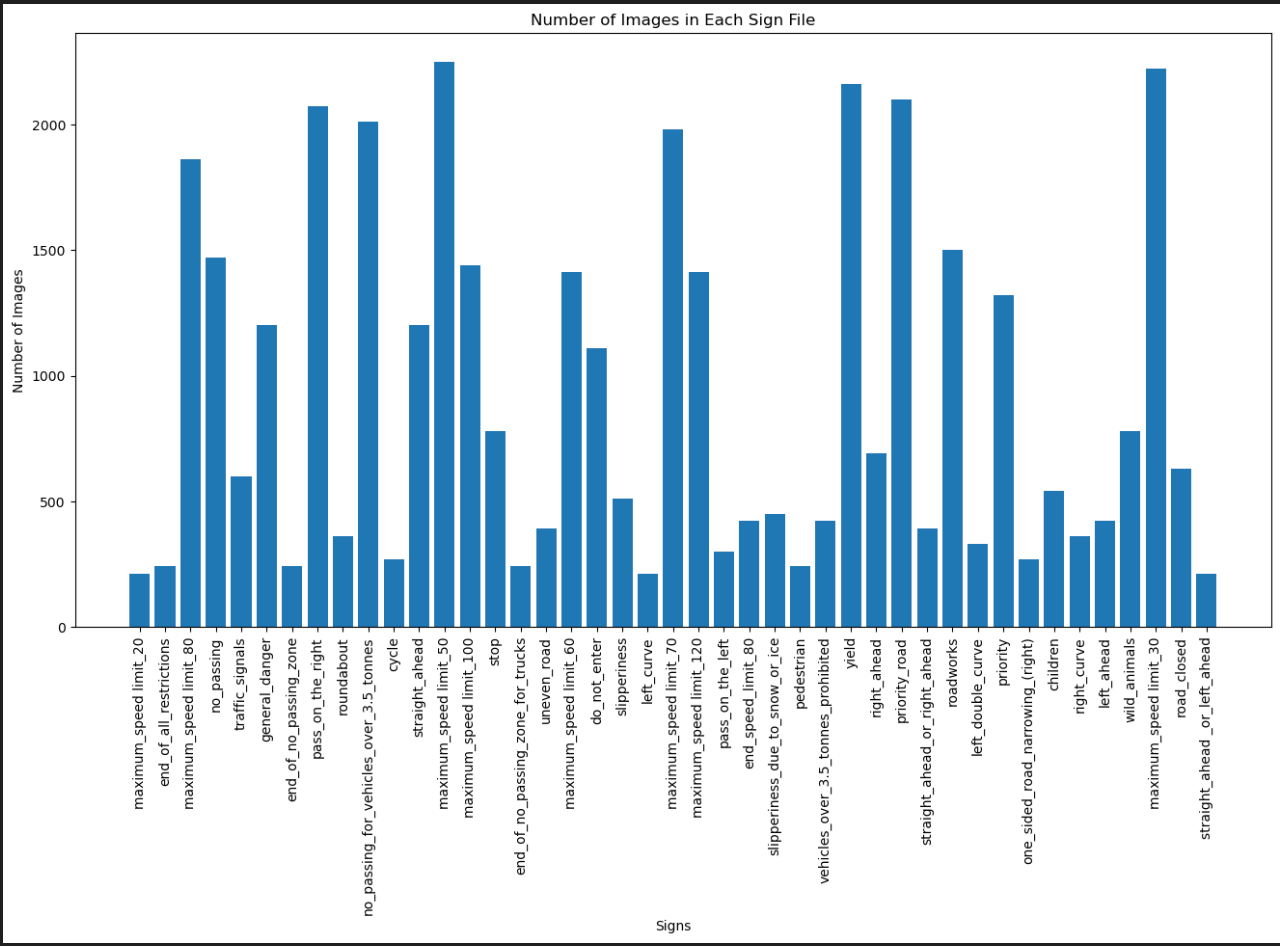 Number of Images in Each Sign File
Number of Images
2000
1500
1000
500
0
maximum_speed limit_20
end_of_all_restrictions
maximum_speed limit_80
no_passing
traffic_signals
general_danger
end_of_no_passing_zone
pass_on_the_right
roundabout
no_passing_for_vehicles_over_3.5_tonnes
cycle
straight_ahead
maximum_speed limit_50
maximum_speed limit_100
stop
end_of_no_passing_zone_for_trucks
uneven_road
maximum_speed limit_60
do_not_enter
slipperiness
left_curve
maximum_speed limit_70
maximum_speed limit_120
pass_on_the_left
end_speed_limit_80
slipperiness_due_to_snow_or_ice
pedestrian
vehicles_over_3.5_tonnes_prohibited
yield
right_ahead
priority_road
straight_ahead_or_right_ahead
roadworks
left_double_curve
priority
one_sided_road_narrowing_(right)
children
right_curve
left_ahead
wild_animals
maximum_speed limit_30
road_closed
straight_ahead _or_left_ahead
Signs